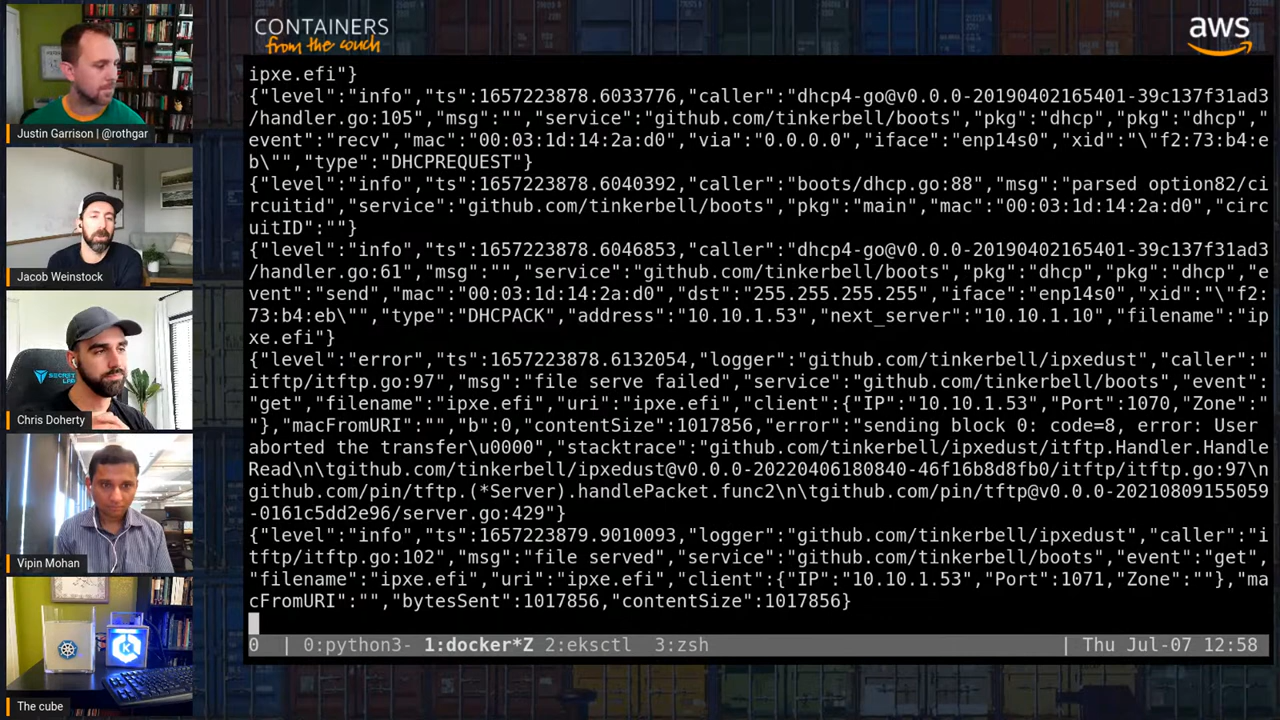 CONTAINERS
from the couch
aws
Justin Garrison | @rothgar
Jacob Weinstock
SECRET
LAB
Chris Doherty
Vipin Mohan
The cube
ipxe.efi"}
{"level":"info","ts":1657223878.6033776,"caller":"dhcp4-go@v0.0.0-20190402165401-39c137f31ad3
/handler.go:105","msg":"","service":"github.com/tinkerbell/boots","pkg":"dhcp","pkg":"dhcp","
event":"recv","mac":"00:03:1d:14:2a:d0","via":"0.0.0.0","iface":"enp14s0","xid":"\"f2:73:b4:e
b\"","type":"DHCPREQUEST"}
{"level":"info","ts":1657223878.6040392,"caller":"boots/dhcp.go:88","msg":"parsed option82/ci
rcuitid","service":"github.com/tinkerbell/boots","pkg":"main","mac":"00:03:1d:14:2a:d0","circ
uitID":""}
{"level":"info","ts":1657223878.6046853,"caller":"dhcp4-go@v0.0.0-20190402165401-39c137f31ad3
/handler.go:61","msg":"","service":"github.com/tinkerbell/boots","pkg":"dhcp","pkg":"dhcp","e
vent":"send","mac":"00:03:1d:14:2a:d0","dst":"255.255.255.255","iface":"enp14s0","xid":"\"f2:
73:b4:eb\"","type":"DHCPACK","address":"10.10.1.53","next_server":"10.10.1.10","filename":"ip
xe.efi"}
{"level":"error","ts":1657223878.6132054,"logger":"github.com/tinkerbell/ipxedust","caller":"
itftp/itftp.go:97","msg":"file serve failed","service":"github.com/tinkerbell/boots","event":
"get","filename":"ipxe.efi","uri":"ipxe.efi","client":{"IP":"10.10.1.53","Port":1070,"Zone":"
"},"macFromURI":"","b":0,"contentSize":1017856,"error":"sending block 0: code=8, error: User
aborted the transfer\u0000","stacktrace":"github.com/tinkerbell/ipxedust/itftp.Handler.Handle
Read\n\tgithub.com/tinkerbell/ipxedust@v0.0.0-20220406180840-46f16b8d8fb0/itftp/itftp.go:97\n
github.com/pin/tftp.(*Server).handlePacket.func2\n\tgithub.com/pin/tftp@v0.0.0-20210809155059
-0161c5dd2e96/server.go:429"}
{"level":"info","ts":1657223879.9010093,"logger":"github.com/tinkerbell/ipxedust","caller":"i
tftp/itftp.go:102","msg":"file served","service":"github.com/tinkerbell/boots","event":"get",
"filename":"ipxe.efi","uri":"ipxe.efi","client":{"IP":"10.10.1.53","Port":1071,"Zone":""},"ma
cFromURI":"","bytesSent":1017856,"contentSize":1017856}
0 | 0:python3- 1:docker*Z 2:eksctl 3:zsh | Thu Jul-07 12:58